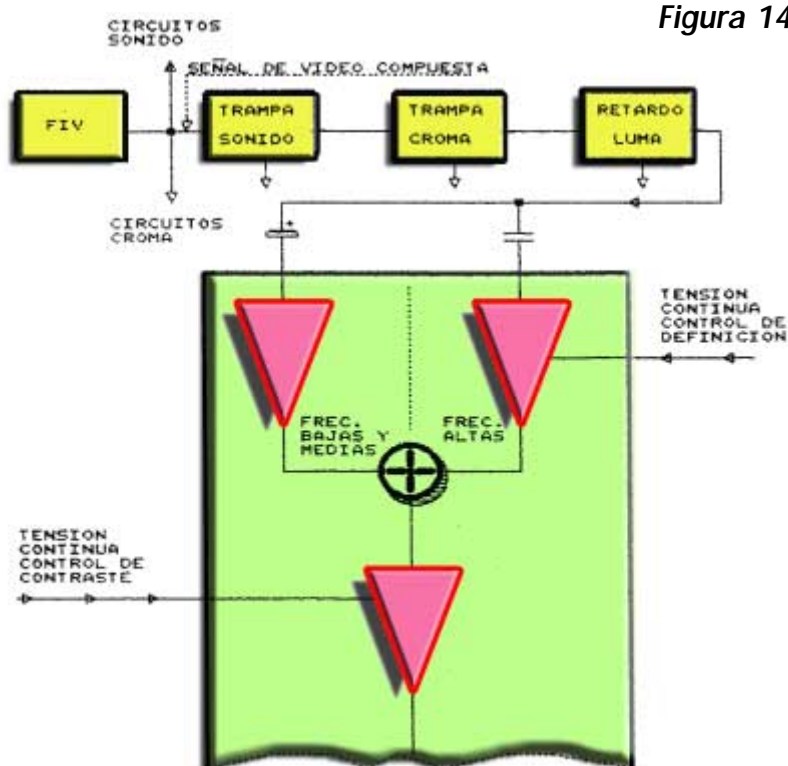 Figura 14
CIRCUITOS
SONIDO
SEÑAL DE VIDEO COMPUESTA
FIV
TRAMPA
SONIDO
TRAMPA
CROMA
RETARDO
LUMA
CIRCUITOS
CROMA
+
TENSION
CONTINUA
CONTROL DE
DEFINICION
FREC.
BAJAS Y
MEDIAS
FREC.
ALTAS
TENSION
CONTINUA
CONTROL DE
CONTRASTE